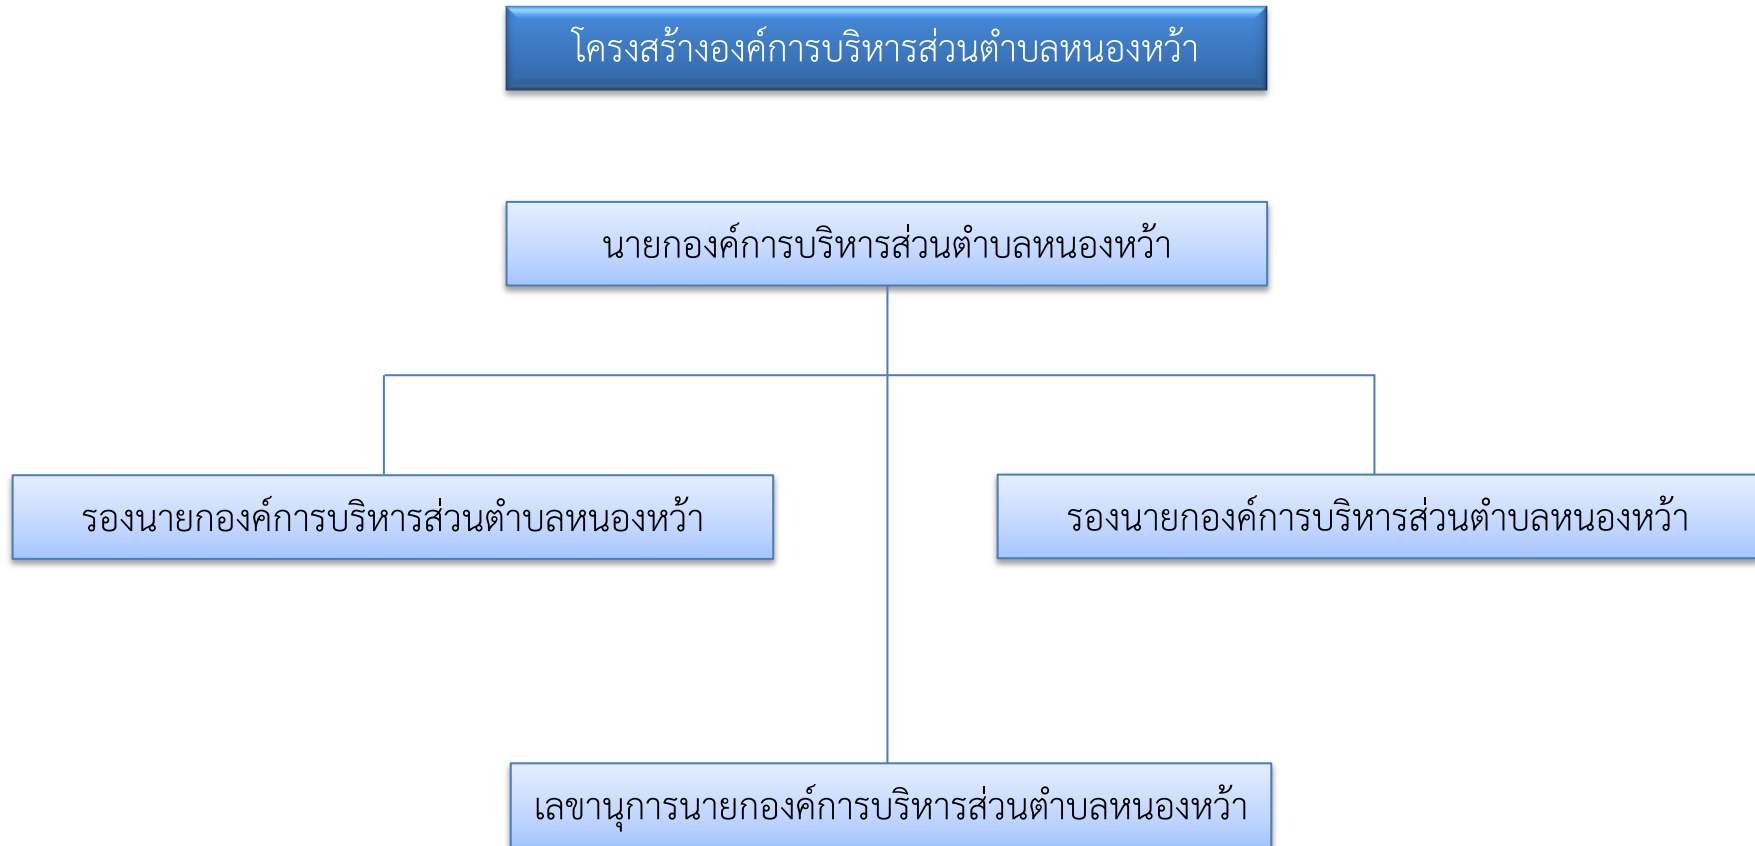 โครงสร้างองค์การบริหารส่วนตำบลหนองหว้า
นายกองค์การบริหารส่วนตำบลหนองหว้า
รองนายกองค์การบริหารส่วนตำบลหนองหว้า
รองนายกองค์การบริหารส่วนตำบลหนองหว้า
เลขานุการนายกองค์การบริหารส่วนตำบลหนองหว้า